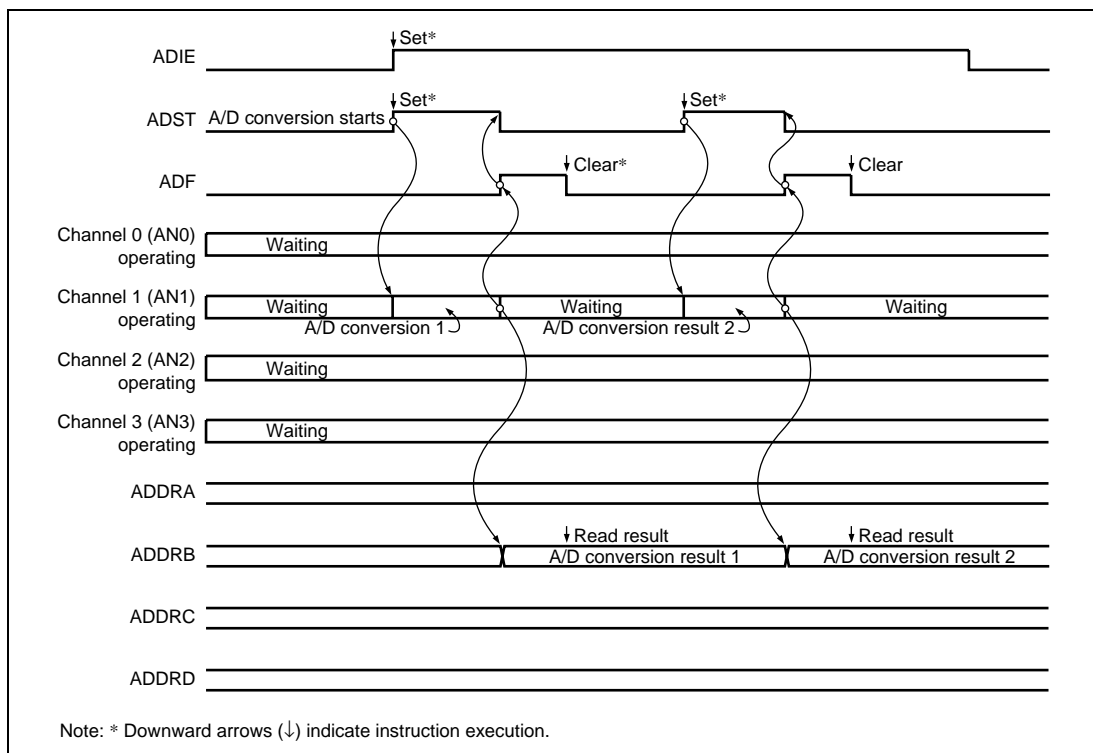 Set*
ADIE
Set*
Set*
ADST
A/D conversion starts
Clear*
Clear
ADF
Channel 0 (AN0)
operating
Waiting
Channel 1 (AN1)
operating
Waiting
Waiting
Waiting
A/D conversion 1
A/D conversion result 2
Channel 2 (AN2)
operating
Waiting
Channel 3 (AN3)
operating
Waiting
ADDRA
Read result
Read result
ADDRB
A/D conversion result 1
A/D conversion result 2
ADDRC
ADDRD
Note: * Downward arrows (↓) indicate instruction execution.